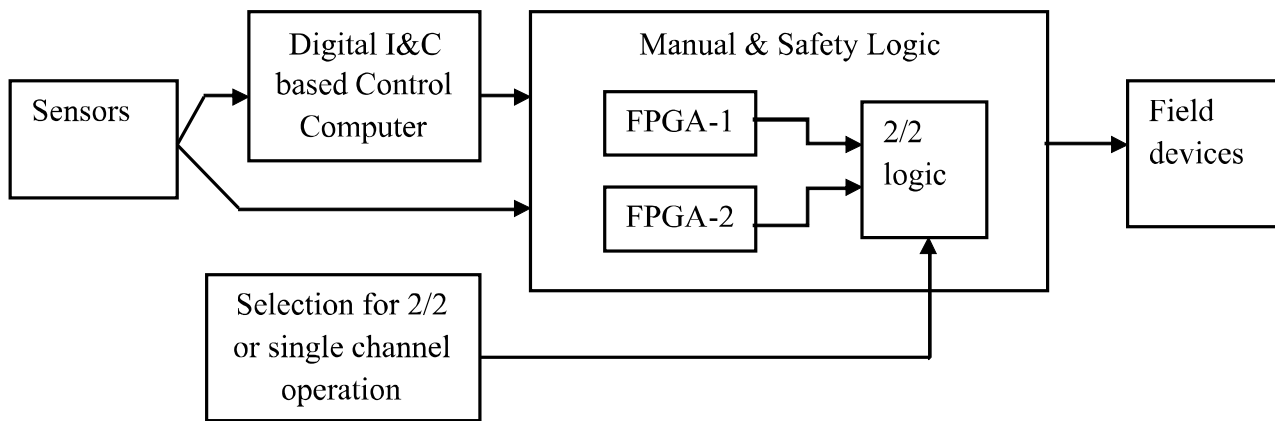 Sensors
Digital I&C
based Control
Computer
Manual & Safety Logic
FPGA-1
FPGA-2
2/2
logic
Field
devices
Selection for 2/2
or single channel
operation